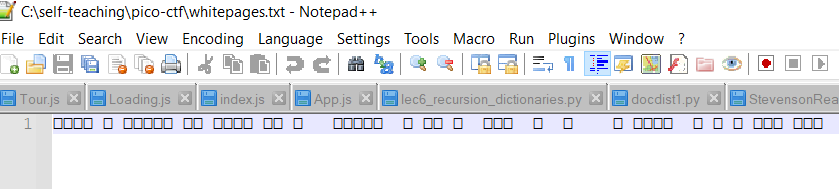 C:\self-teaching\pico-ctf\whitepages.txt - Notepad++
File Edit Search View Encoding Language Settings Tools Macro Run Plugins Window ?
Tour.js Loading.js index.js App.js lec6_recursion_dictionaries.py docdist1.py StevensonRea
1